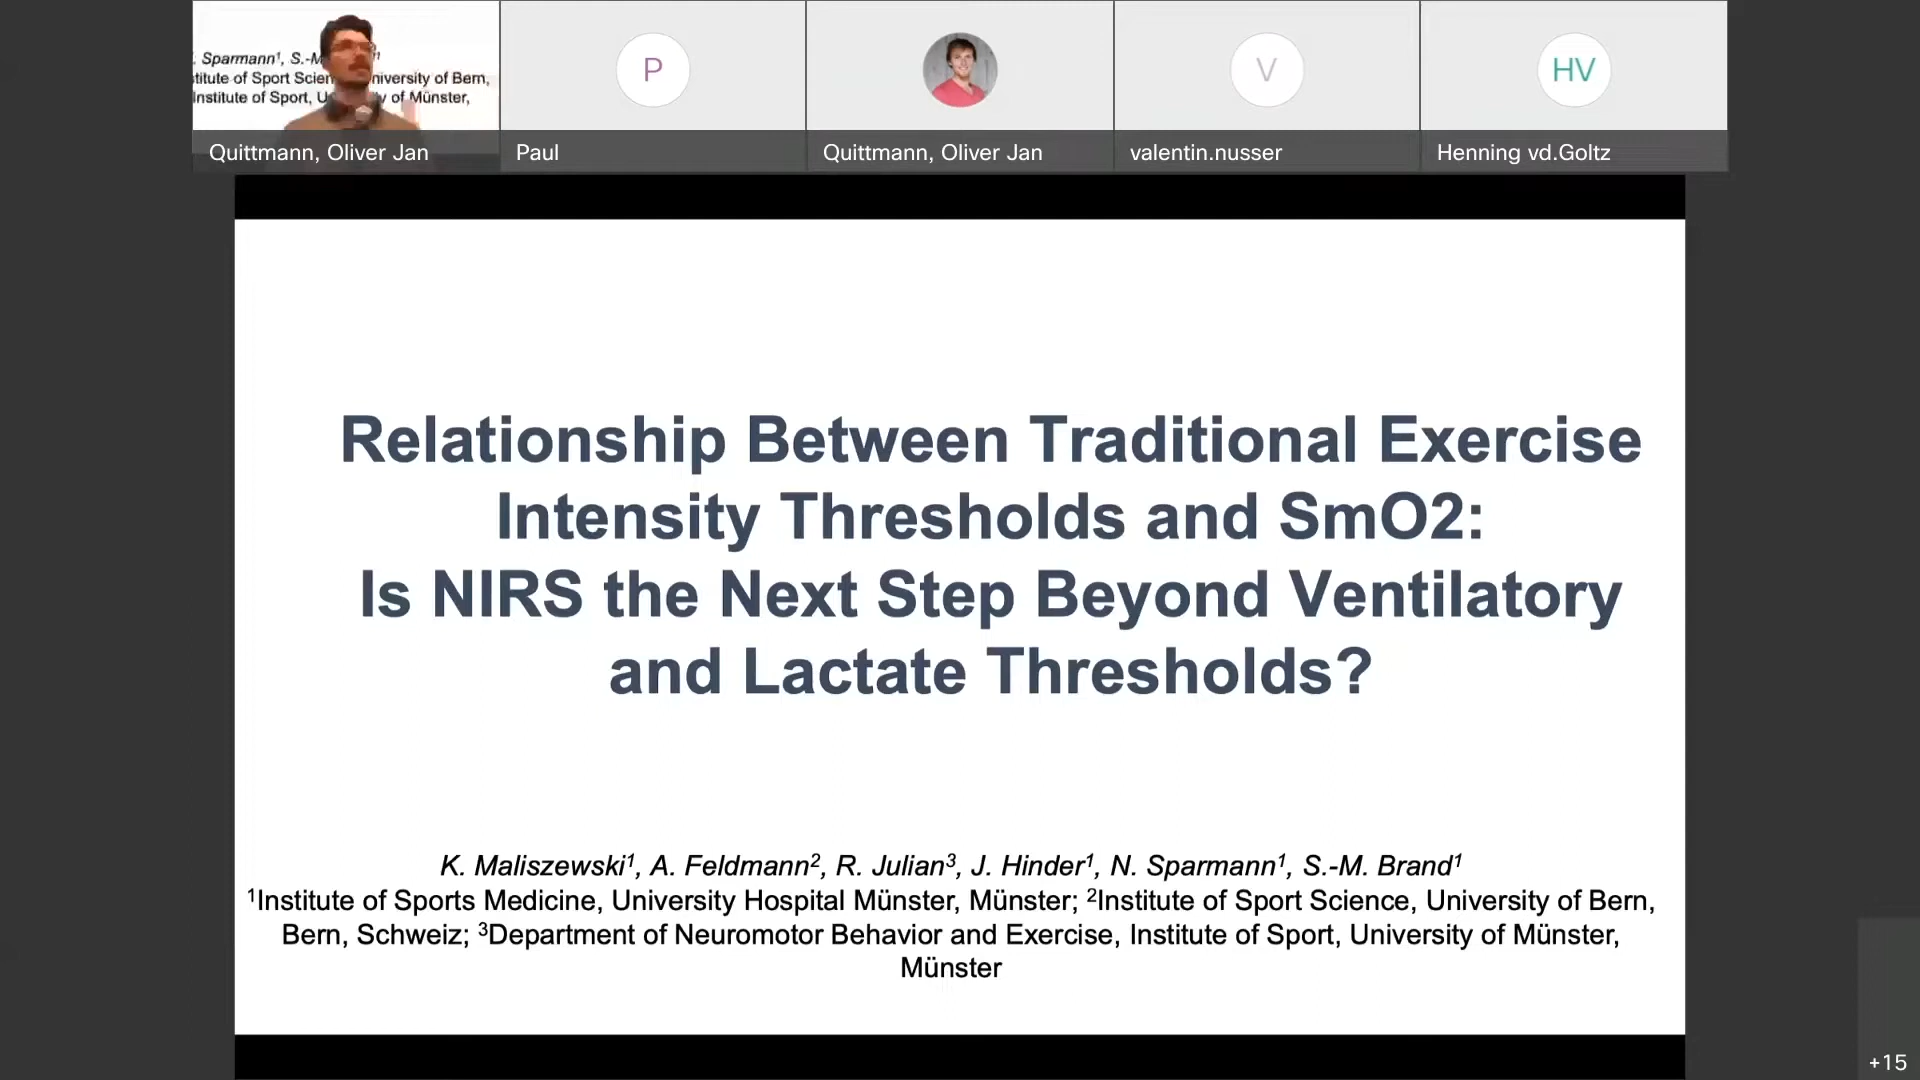 Sparmann¹, S.-M
titute of Sport Scien niversity of Bern,
Institute of Sport, U y of Münster,
P
V
HV
Quittmann, Oliver Jan
Paul
Quittmann, Oliver Jan
valentin.nusser
Henning vd.Goltz
Relationship Between Traditional Exercise
Intensity Thresholds and SmO2:
Is NIRS the Next Step Beyond Ventilatory
and Lactate Thresholds?
K. Maliszewski¹, A. Feldmann², R. Julian³, J. Hinder¹, N. Sparmann¹, S.-M. Brand¹
¹Institute of Sports Medicine, University Hospital Münster, Münster; ²Institute of Sport Science, University of Bern,
Bern, Schweiz; ³Department of Neuromotor Behavior and Exercise, Institute of Sport, University of Münster,
Münster
+15